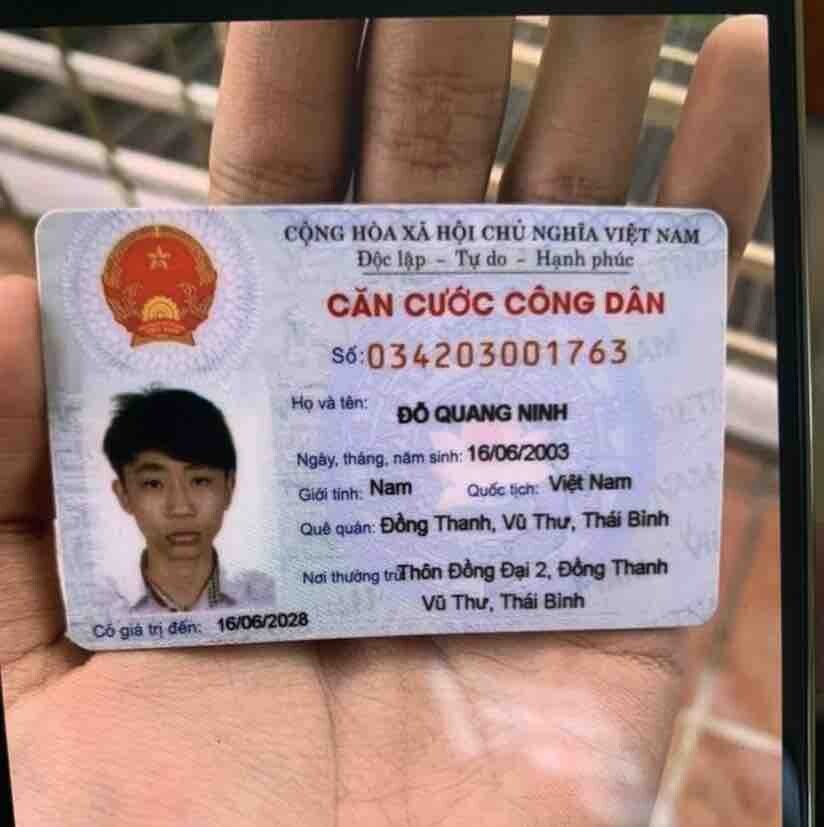 CỘNG HÒA XÃ HỘI CHỦ NGHĨA VIỆT NAM
Độc lập - Tự do - Hạnh phúc
CĂN CƯỚC CÔNG DÂN
Số: 034203001763
Họ và tên: ĐỖ QUANG NINH
Ngày, tháng, năm sinh: 16/06/2003
Giới tính: Nam Quốc tịch: Việt Nam
Quê quán: Đồng Thanh, Vũ Thư, Thái Bình
Nơi thường trú: Thôn Đồng Đại 2, Đồng Thanh
Vũ Thư, Thái Bình
Có giá trị đến: 16/06/2028